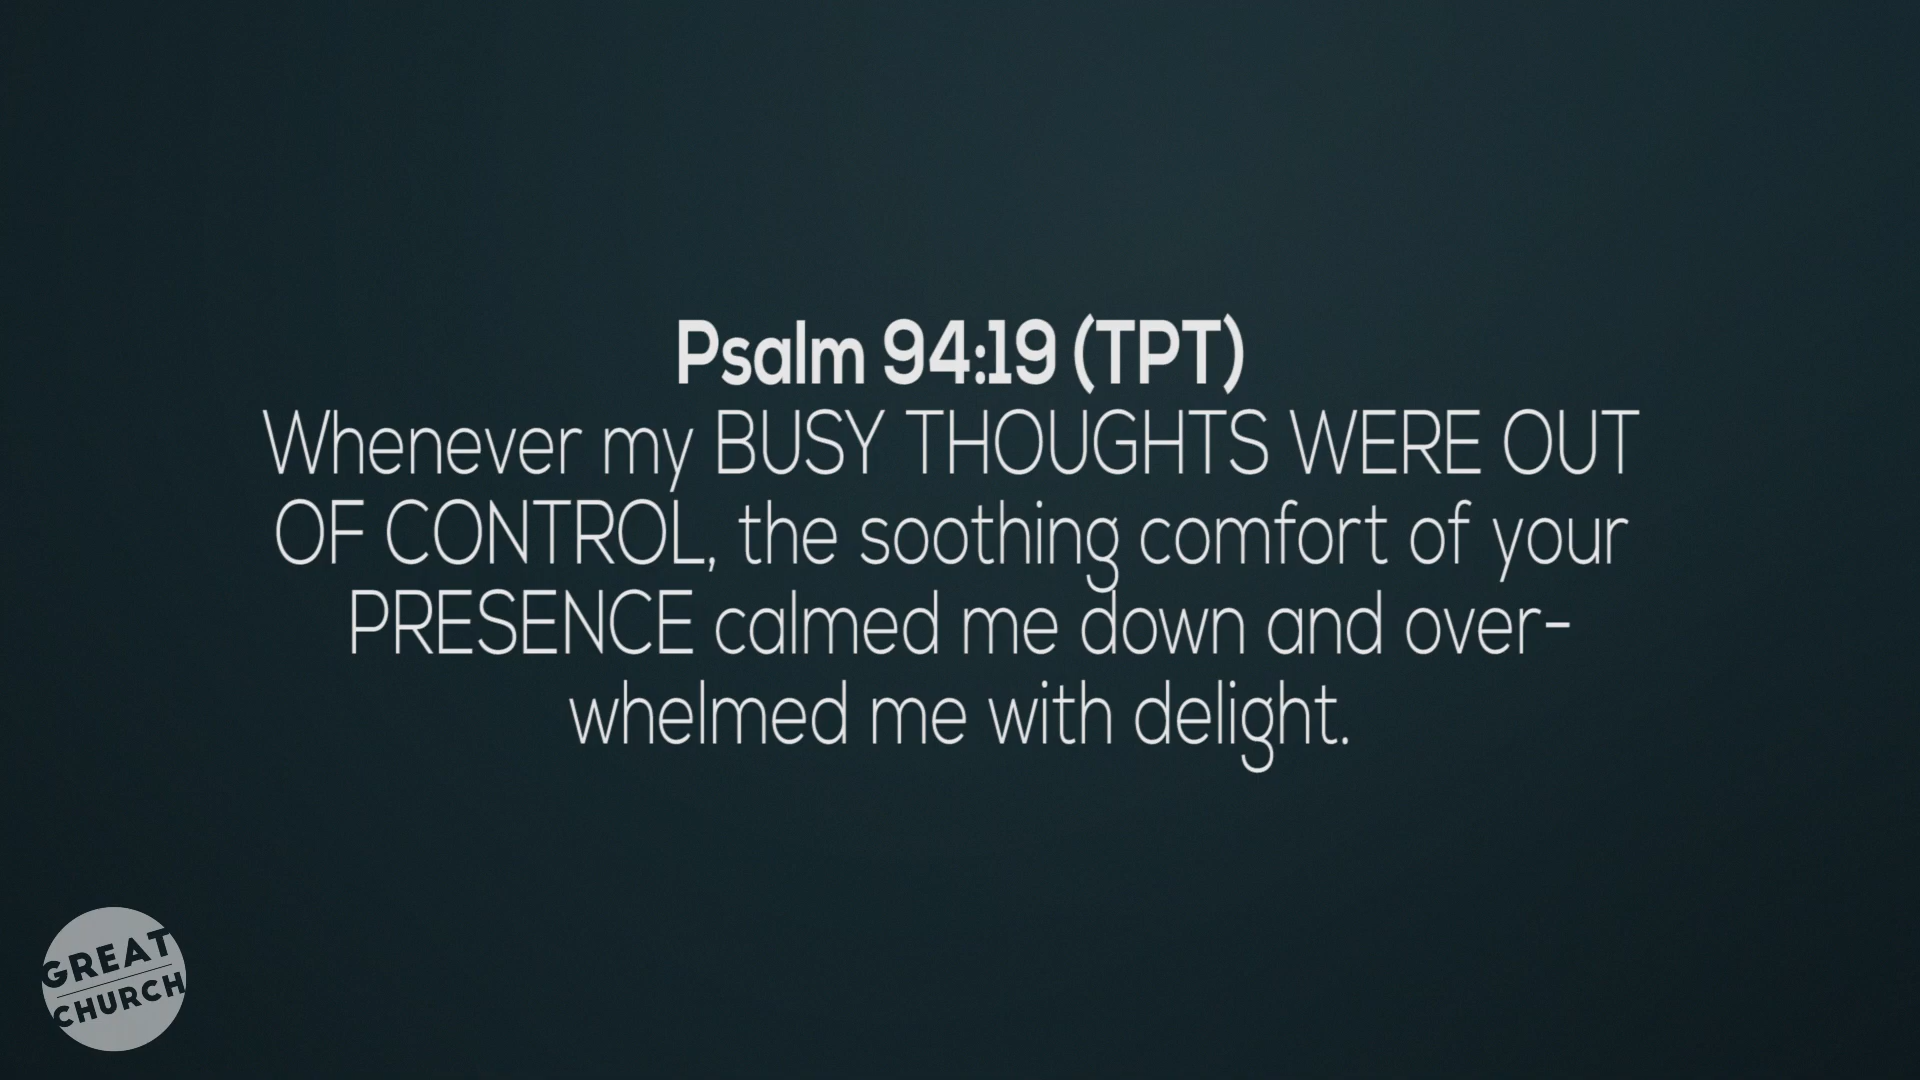 Psalm 94:19 (TPT)
Whenever my BUSY THOUGHTS WERE OUT
OF CONTROL, the soothing comfort of your
PRESENCE calmed me down and over-
whelmed me with delight.
GREAT
CHURCH